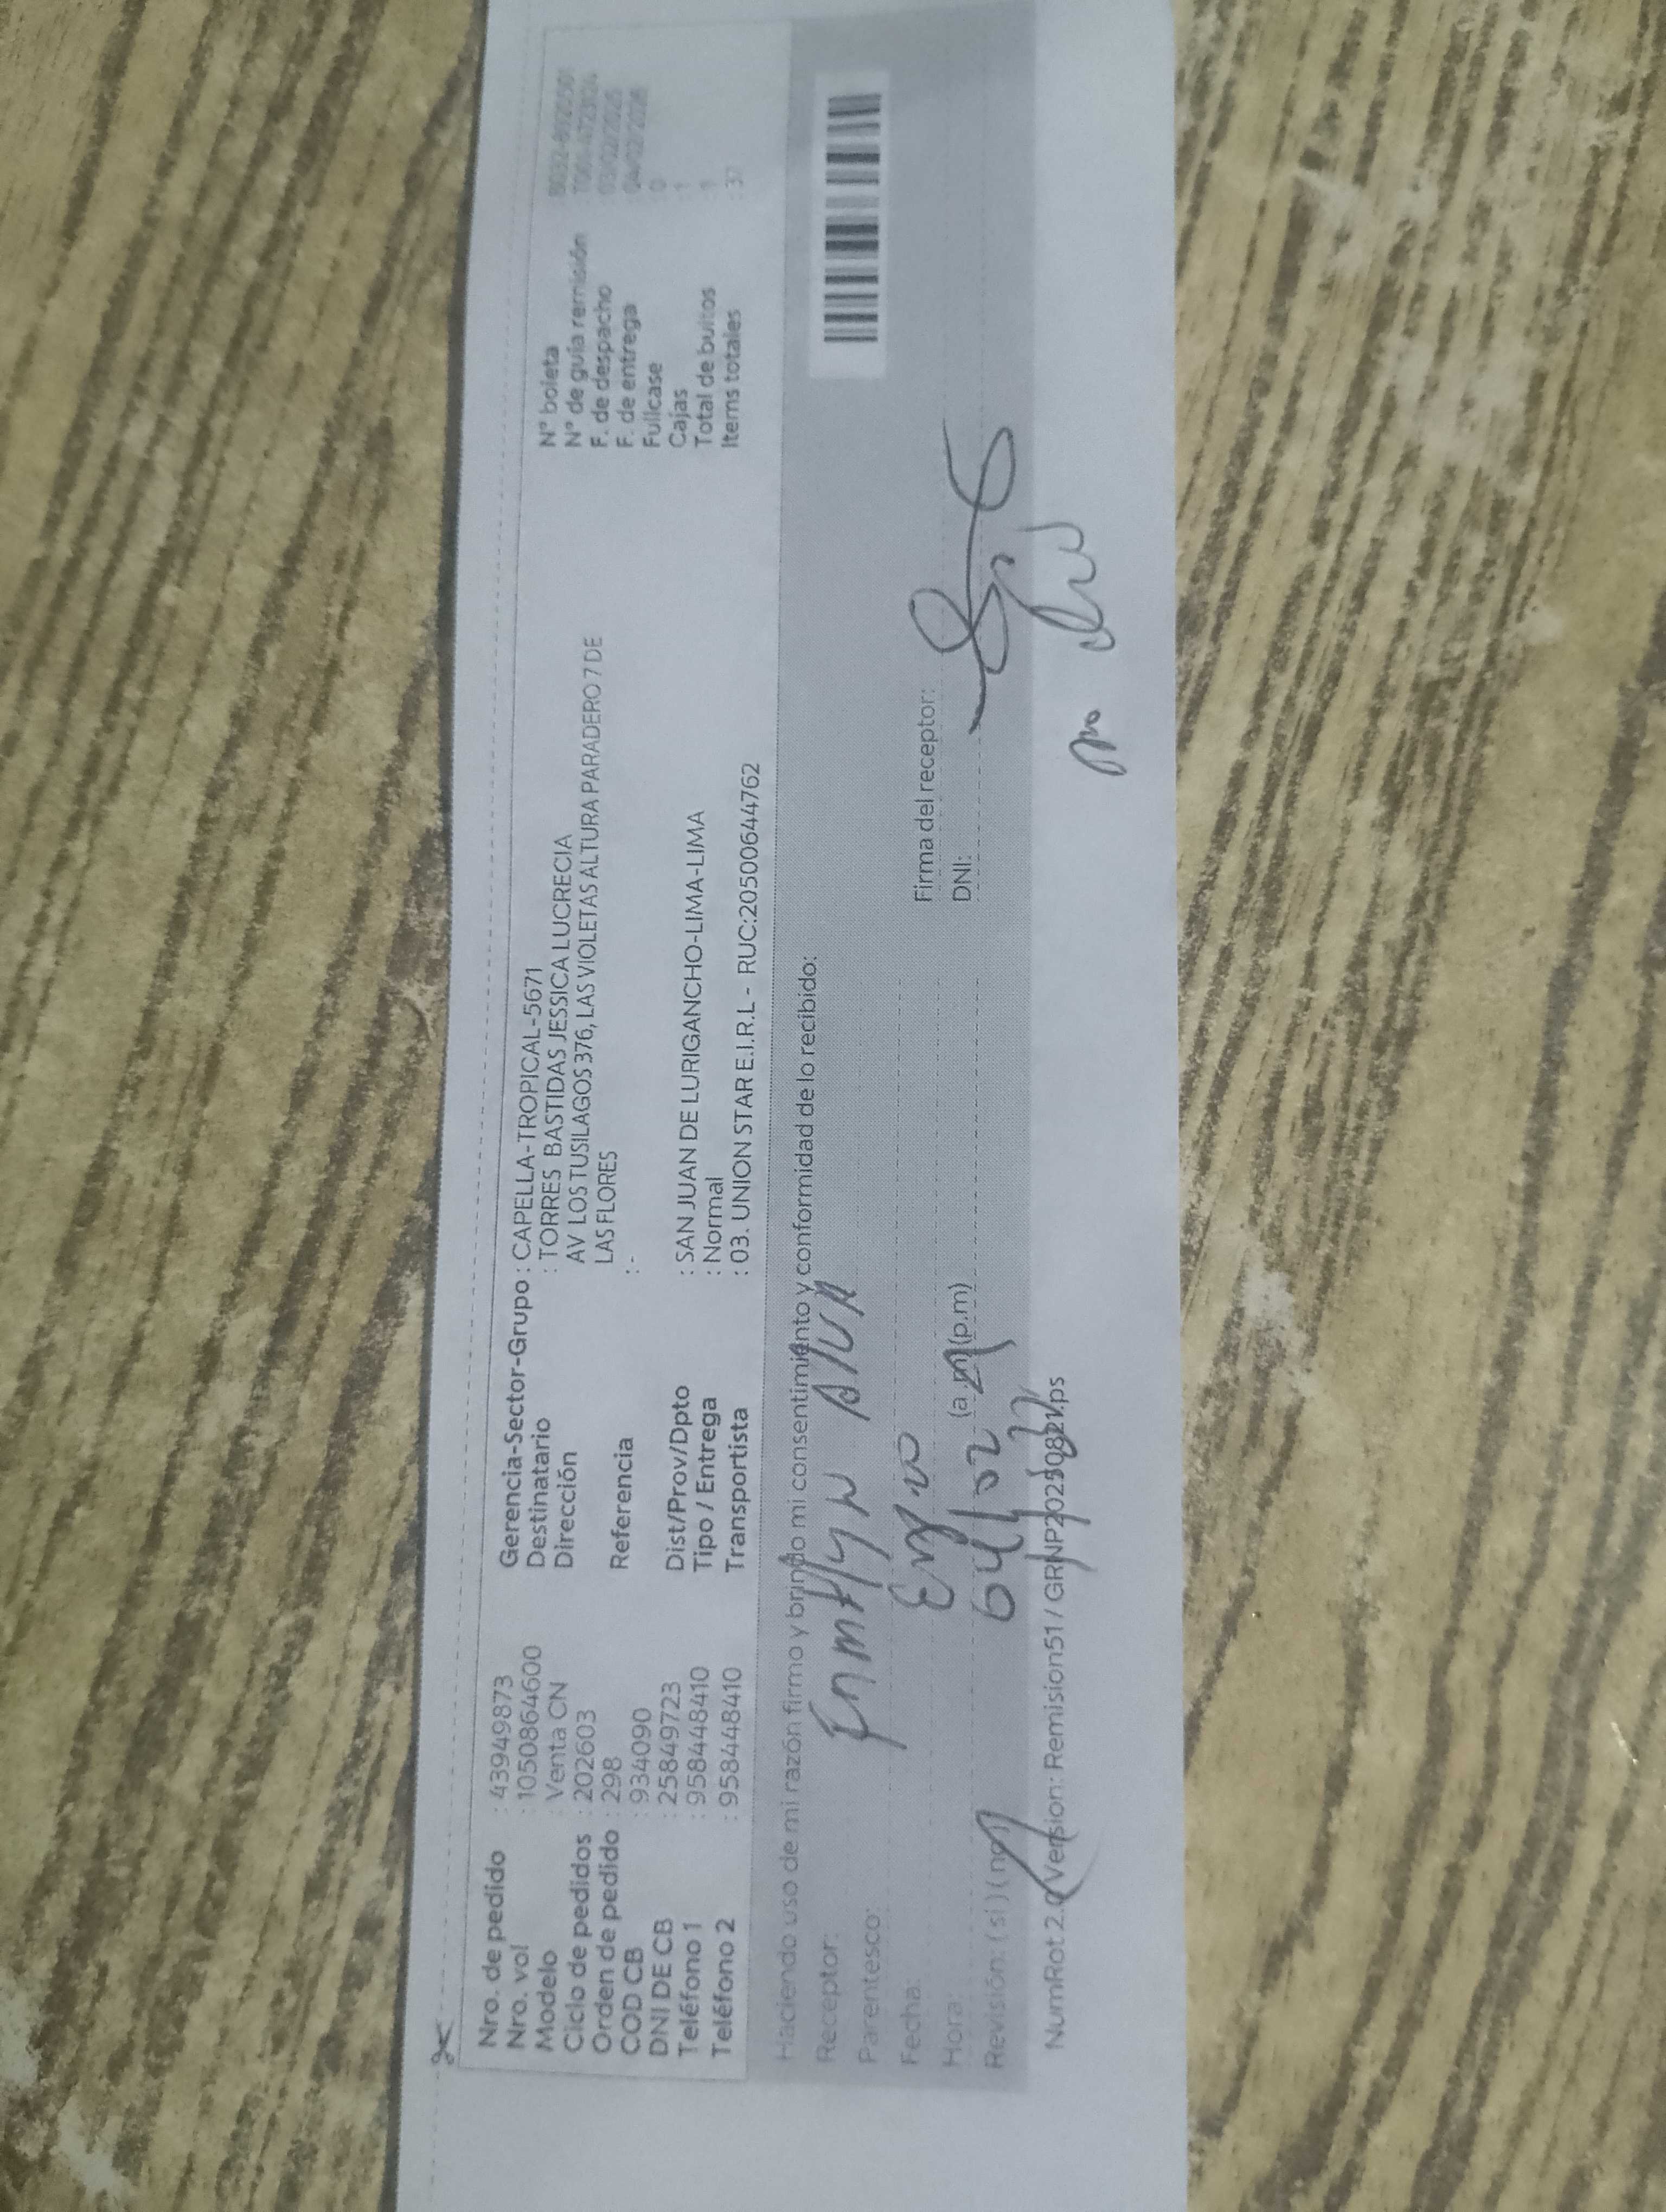 Nro. de pedido : 43949873
Nro. vol : 1050864600
Modelo : Venta CN
Ciclo de pedidos : 202603
Orden de pedido : 298
COD CB : 934090
DNI DE CB : 25849723
Teléfono 1 : 958448410
Teléfono 2 : 958448410
Gerencia-Sector-Grupo : CAPELLA-TROPICAL-5671
Destinatario : TORRES BASTIDAS JESSICA LUCRECIA
Dirección AV LOS TUSILAGOS 376, LAS VIOLETAS ALTURA PARADERO 7 DE
LAS FLORES
Referencia : -
Dist/Prov/Dpto : SAN JUAN DE LURIGANCHO-LIMA-LIMA
Tipo / Entrega : Normal
Transportista : 03. UNION STAR E.I.R.L - RUC:20500644762
N° boleta
N° de guía remisión
F. de despacho
F. de entrega
Fullcase 0
Cajas 1
Total de bultos 1
Items totales : 37
Haciendo uso de mi razón firmo y brindo mi consentimiento y conformidad de lo recibido:
Receptor:
Parentesco:
Fecha:
Hora: (a.m) (p.m)
Revisión: (si) (no)
Firma del receptor:
DNI:
NumRot 2.0 Version: Remision51 / GRNP20250821.ps